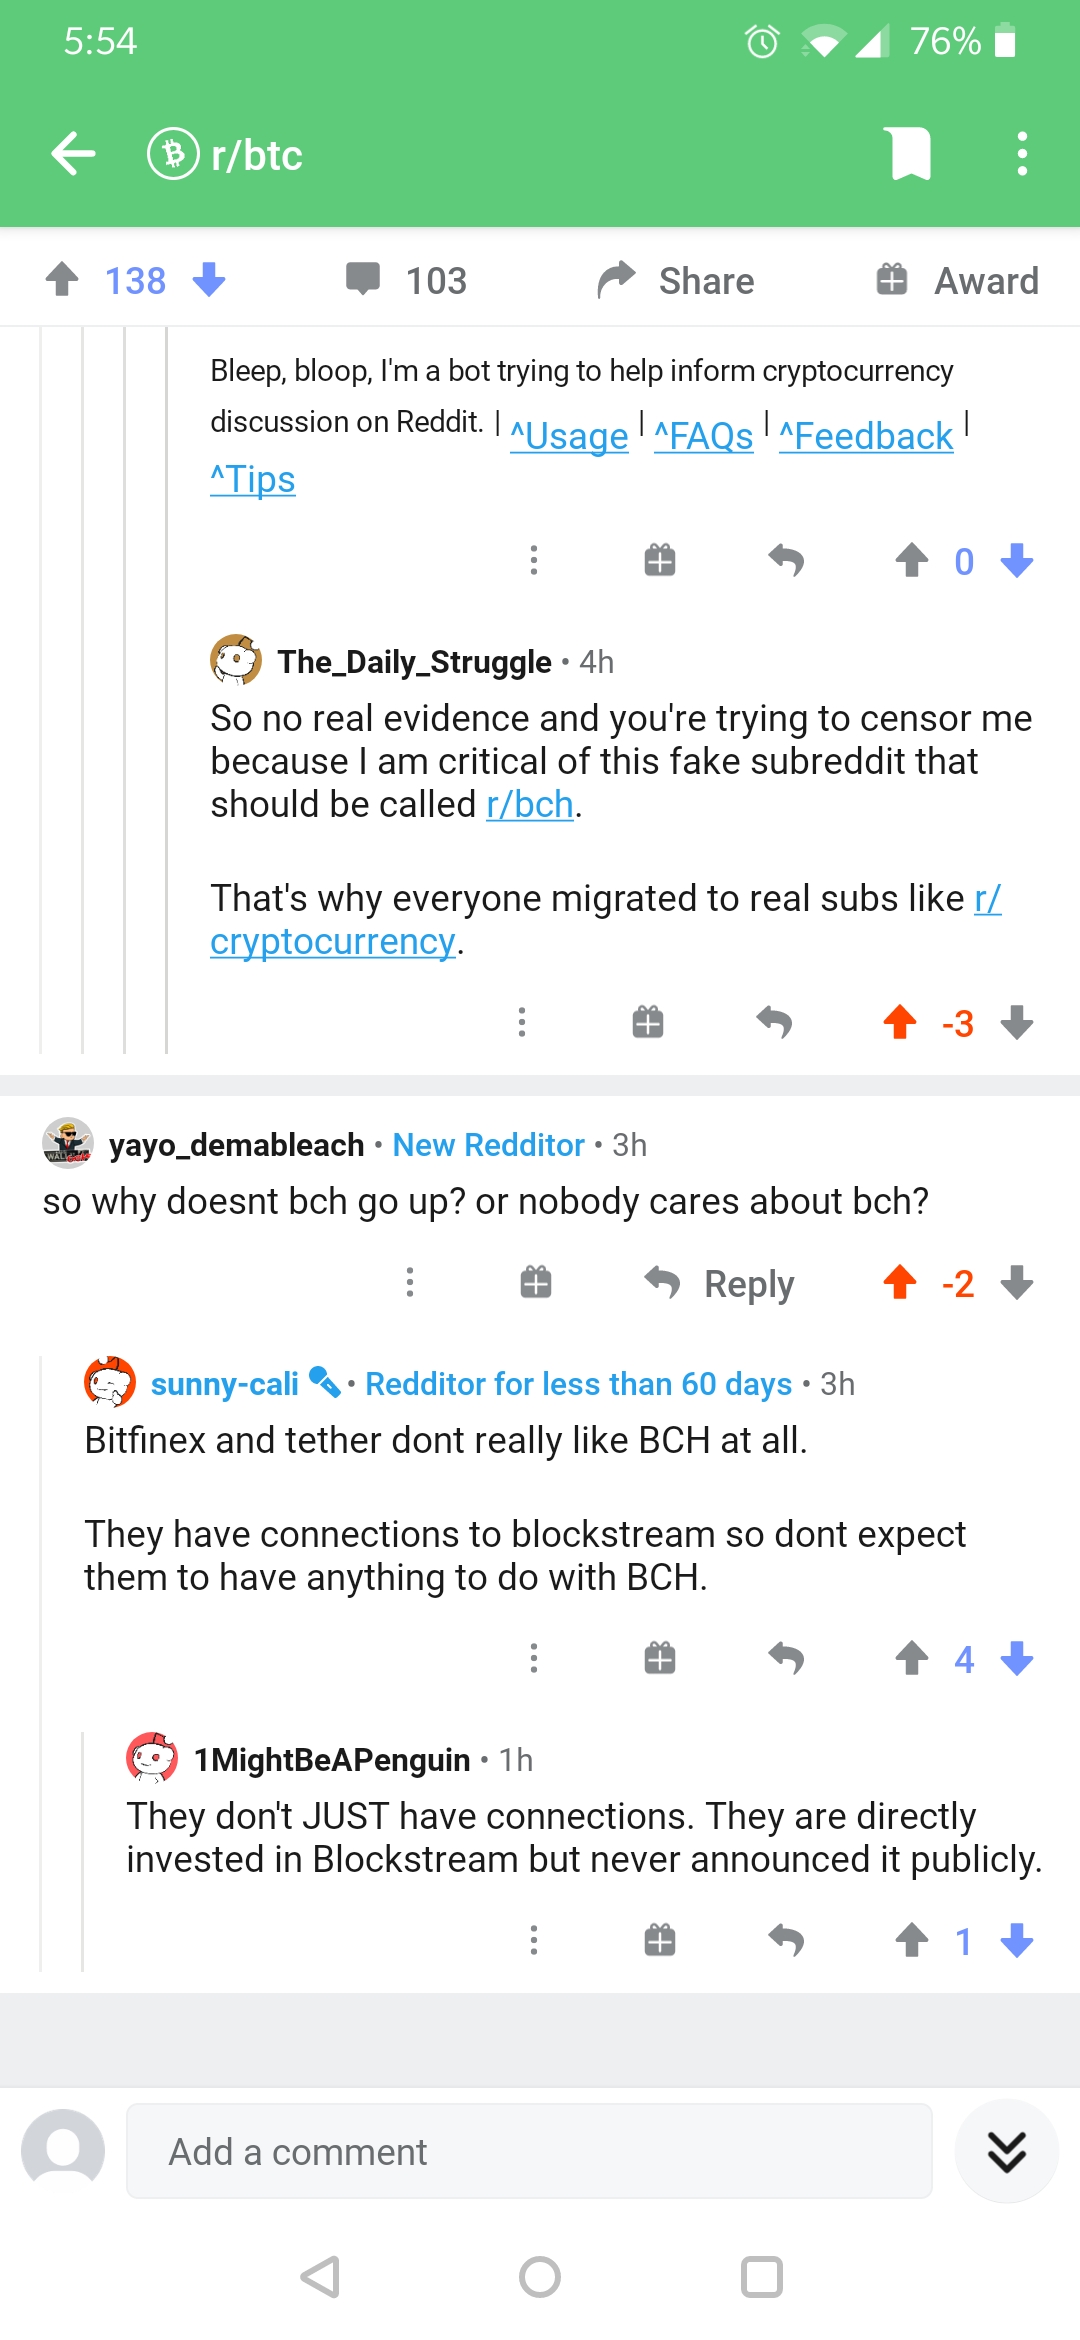 5:54
76%
r/btc
138
103
Share
Award
Bleep, bloop, I'm a bot trying to help inform cryptocurrency
discussion on Reddit. | ^Usage | ^FAQs | ^Feedback |
^Tips
0
The_Daily_Struggle • 4h
So no real evidence and you're trying to censor me
because I am critical of this fake subreddit that
should be called r/bch.
That's why everyone migrated to real subs like r/
cryptocurrency.
-3
yayo_demableach • New Redditor • 3h
so why doesnt bch go up? or nobody cares about bch?
Reply
-2
sunny-cali • Redditor for less than 60 days • 3h
Bitfinex and tether dont really like BCH at all.
They have connections to blockstream so dont expect
them to have anything to do with BCH.
4
1MightBeAPenguin • 1h
They don't JUST have connections. They are directly
invested in Blockstream but never announced it publicly.
1
Add a comment